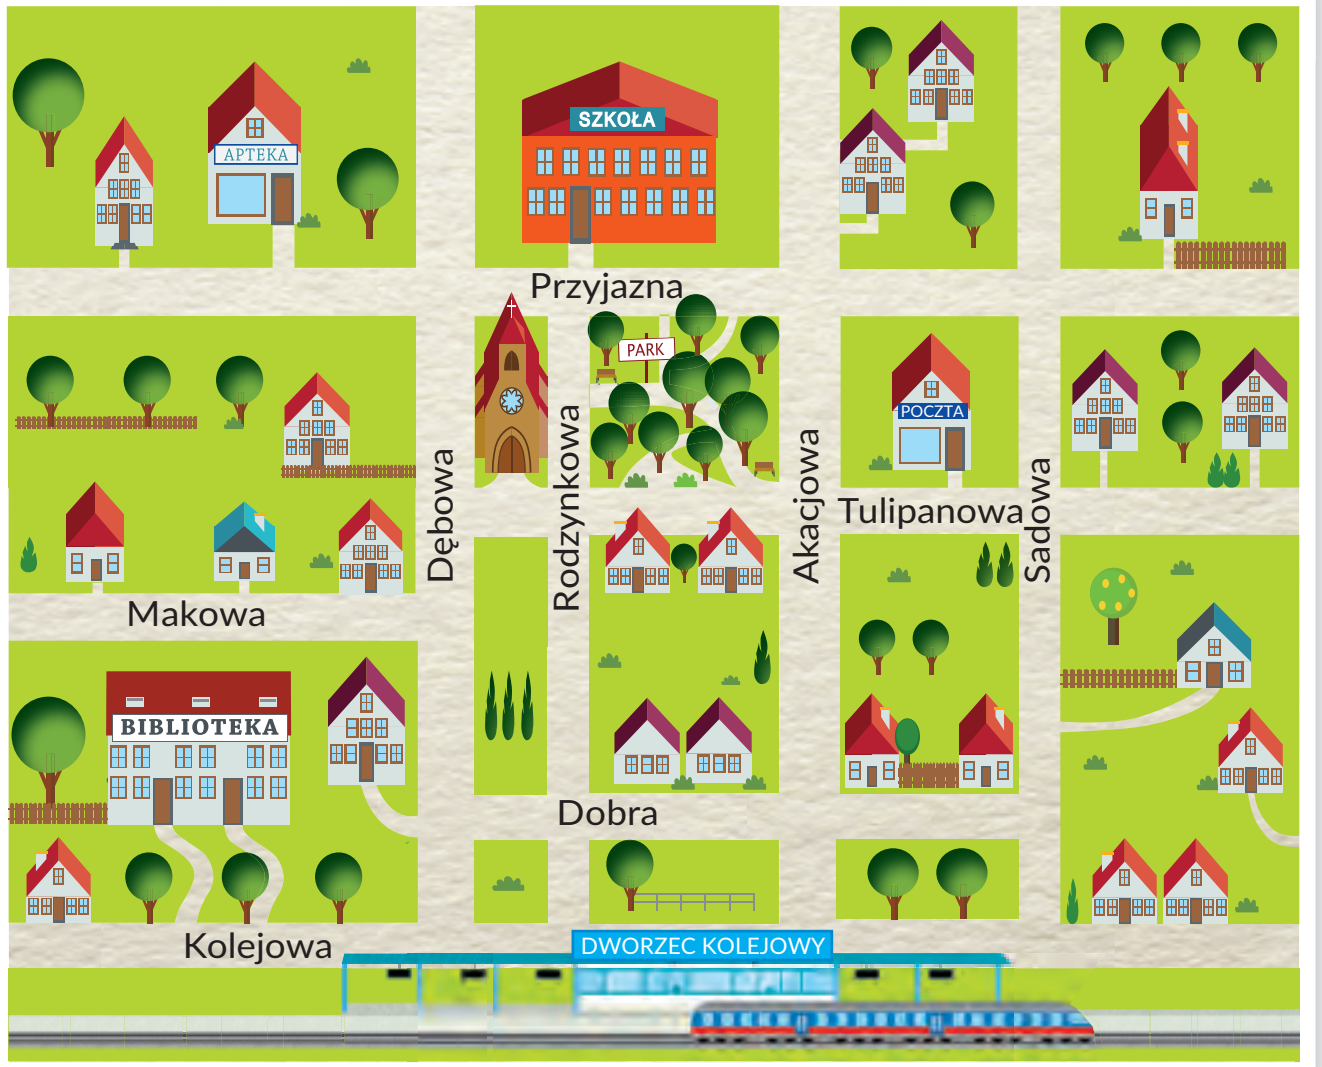 SZKOŁA
APTEKA
Przyjazna
PARK
POCZTA
Dębowa
Rodzynkowa
Akacjowa
Tulipanowa
Sadowa
Makowa
BIBLIOTEKA
Dobra
Kolejowa
DWORZEC KOLEJOWY